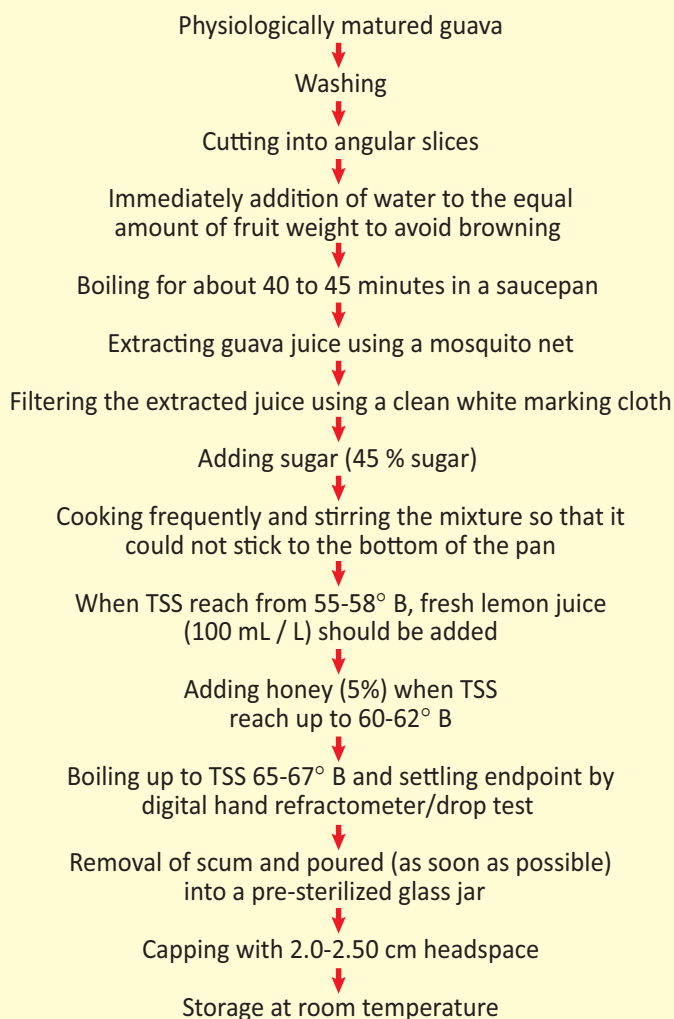 Physiologically matured guava
Washing
Cutting into angular slices
Immediately addition of water to the equal
amount of fruit weight to avoid browning
Boiling for about 40 to 45 minutes in a saucepan
Extracting guava juice using a mosquito net
Filtering the extracted juice using a clean white marking cloth
Adding sugar (45 % sugar)
Cooking frequently and stirring the mixture so that it
could not stick to the bottom of the pan
When TSS reach from 55-58° B, fresh lemon juice
(100 mL / L) should be added
Adding honey (5%) when TSS
reach up to 60-62° B
Boiling up to TSS 65-67° B and settling endpoint by
digital hand refractometer/drop test
Removal of scum and poured (as soon as possible)
into a pre-sterilized glass jar
Capping with 2.0-2.50 cm headspace
Storage at room temperature